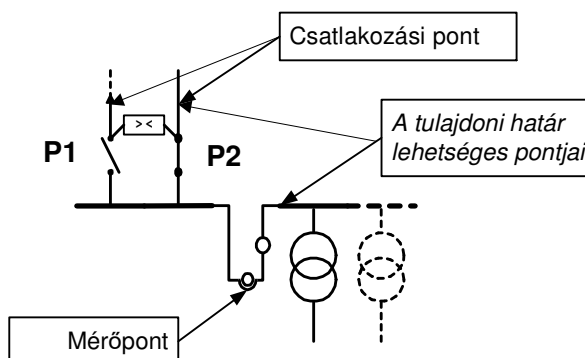 Csatlakozási pont
> <
P1
P2
A tulajdoni határ
lehetséges pontjai
Mérőpont